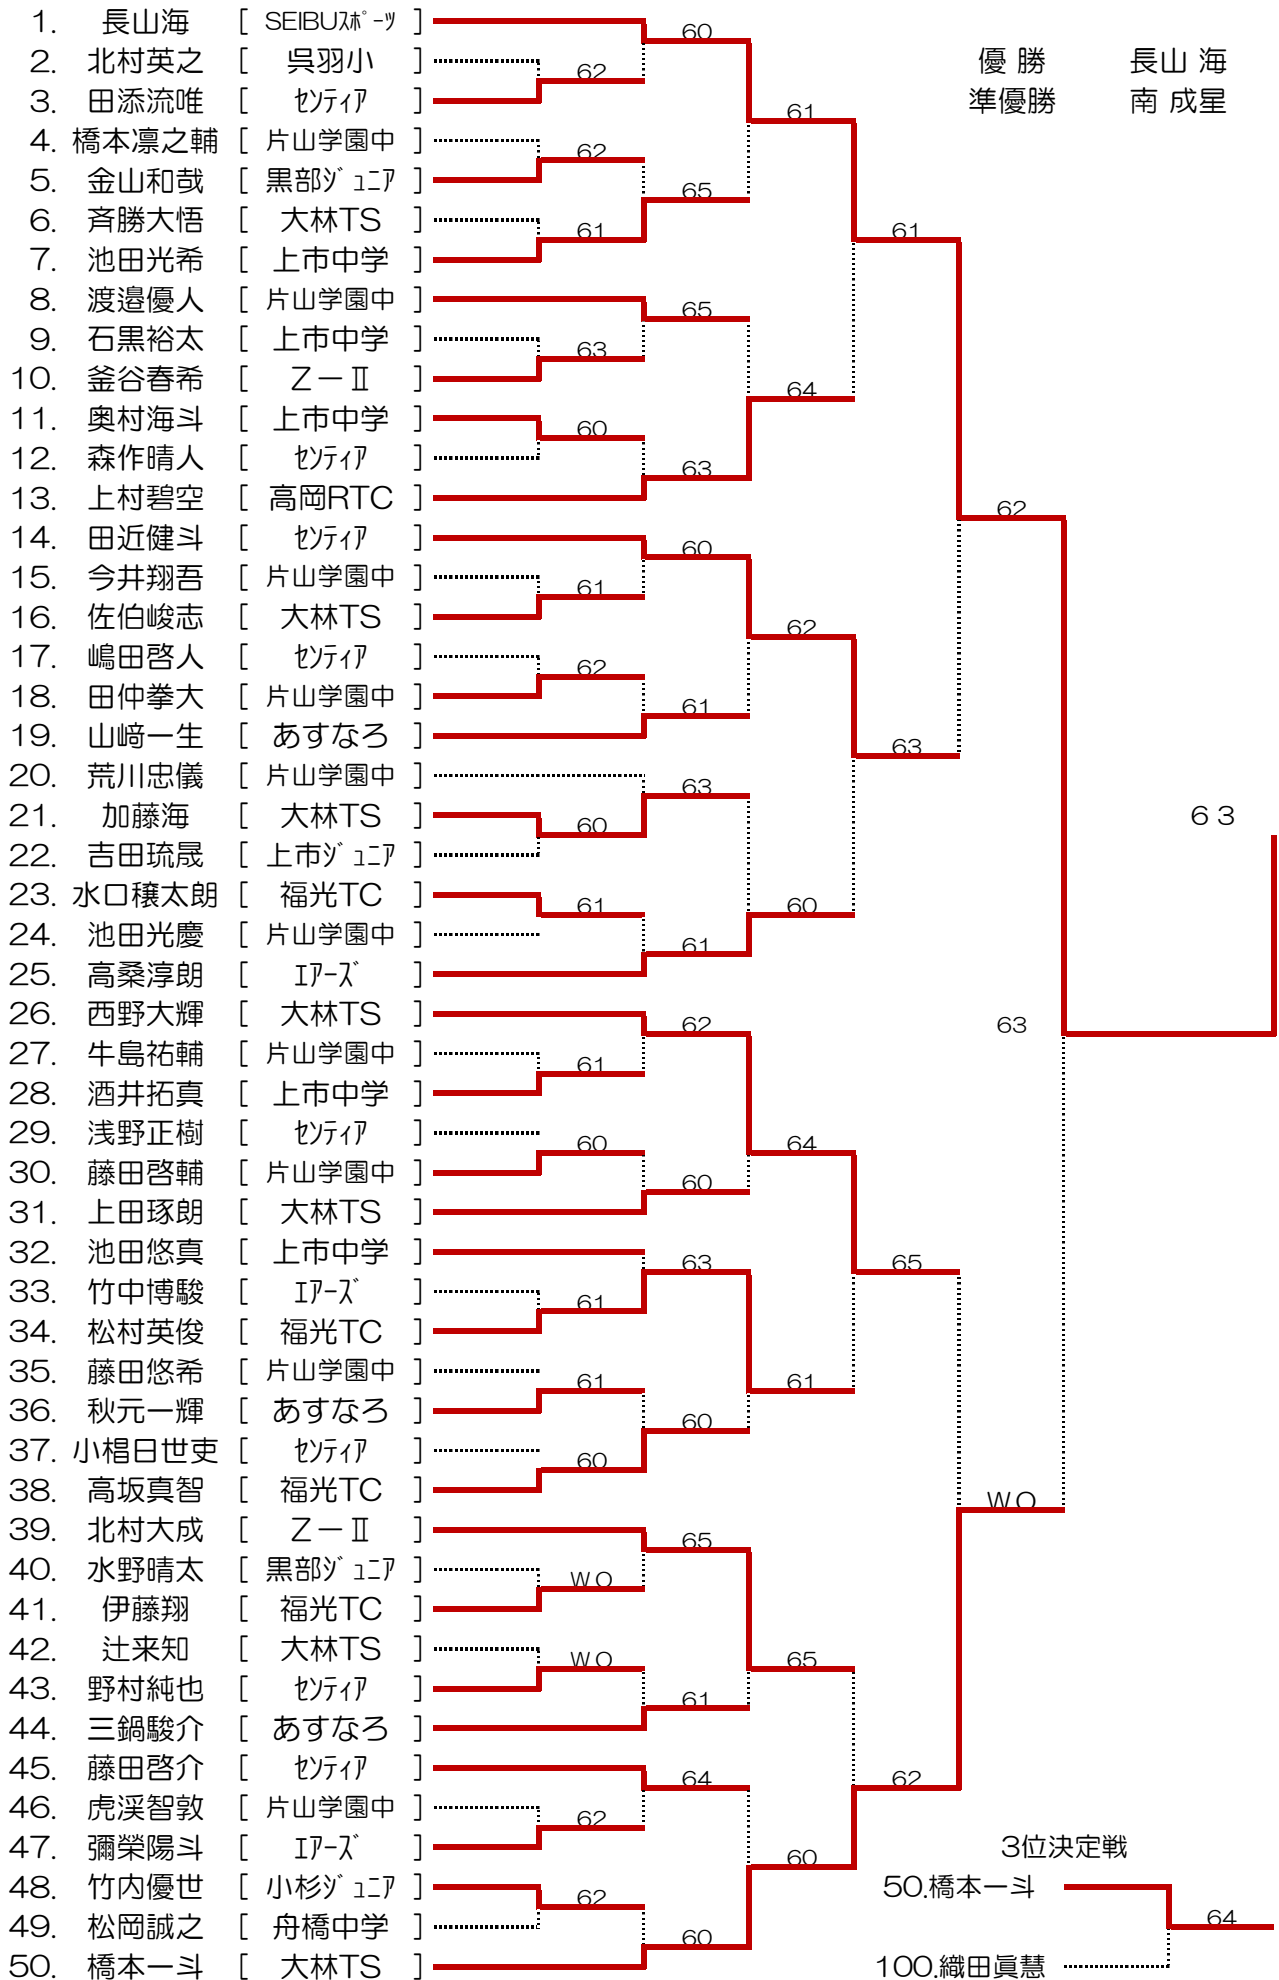 1. 長山海 [ SEIBUｽﾎﾟｰﾂ ]
60
2. 北村英之 [ 呉羽小 ]
優 勝 長山 海
62
3. 田添流唯 [ ｾﾝﾃｨｱ ]
準優勝 南 成星
61
4. 橋本凛之輔 [ 片山学園中 ]
62
5. 金山和哉 [ 黒部ｼﾞｭﾆｱ ]
65
6. 斉勝大悟 [ 大林TS ]
61
61
7. 池田光希 [ 上市中学 ]
8. 渡邉優人 [ 片山学園中 ]
65
9. 石黒裕太 [ 上市中学 ]
63
10. 釜谷春希 [ Z－Ⅱ ]
64
11. 奥村海斗 [ 上市中学 ]
60
12. 森作晴人 [ ｾﾝﾃｨｱ ]
63
13. 上村碧空 [ 高岡RTC ]
62
14. 田近健斗 [ ｾﾝﾃｨｱ ]
60
15. 今井翔吾 [ 片山学園中 ]
61
16. 佐伯峻志 [ 大林TS ]
62
17. 嶋田啓人 [ ｾﾝﾃｨｱ ]
62
18. 田仲拳大 [ 片山学園中 ]
61
19. 山﨑一生 [ あすなろ ]
63
20. 荒川忠儀 [ 片山学園中 ]
63
21. 加藤海 [ 大林TS ]
６３
60
22. 吉田琉晟 [ 上市ｼﾞｭﾆｱ ]
23. 水口穣太朗 [ 福光TC ]
61
60
24. 池田光慶 [ 片山学園中 ]
61
25. 高桑淳朗 [ ｴｱｰｽﾞ ]
26. 西野大輝 [ 大林TS ]
62
63
27. 牛島祐輔 [ 片山学園中 ]
61
28. 酒井拓真 [ 上市中学 ]
29. 浅野正樹 [ ｾﾝﾃｨｱ ]
60
64
30. 藤田啓輔 [ 片山学園中 ]
60
31. 上田琢朗 [ 大林TS ]
32. 池田悠真 [ 上市中学 ]
63
65
33. 竹中博駿 [ ｴｱｰｽﾞ ]
61
34. 松村英俊 [ 福光TC ]
35. 藤田悠希 [ 片山学園中 ]
61
61
36. 秋元一輝 [ あすなろ ]
60
37. 小椙日世吏 [ ｾﾝﾃｨｱ ]
60
38. 高坂真智 [ 福光TC ]
WO
39. 北村大成 [ Z－Ⅱ ]
65
40. 水野晴太 [ 黒部ｼﾞｭﾆｱ ]
WO
41. 伊藤翔 [ 福光TC ]
42. 辻来知 [ 大林TS ]
WO
65
43. 野村純也 [ ｾﾝﾃｨｱ ]
61
44. 三鍋駿介 [ あすなろ ]
45. 藤田啓介 [ ｾﾝﾃｨｱ ]
64
62
46. 虎渓智敦 [ 片山学園中 ]
62
47. 彌榮陽斗 [ ｴｱｰｽﾞ ]
3位決定戦
60
48. 竹内優世 [ 小杉ｼﾞｭﾆｱ ]
50.橋本一斗
62
49. 松岡誠之 [ 舟橋中学 ]
64
60
50. 橋本一斗 [ 大林TS ]
100.織田眞慧